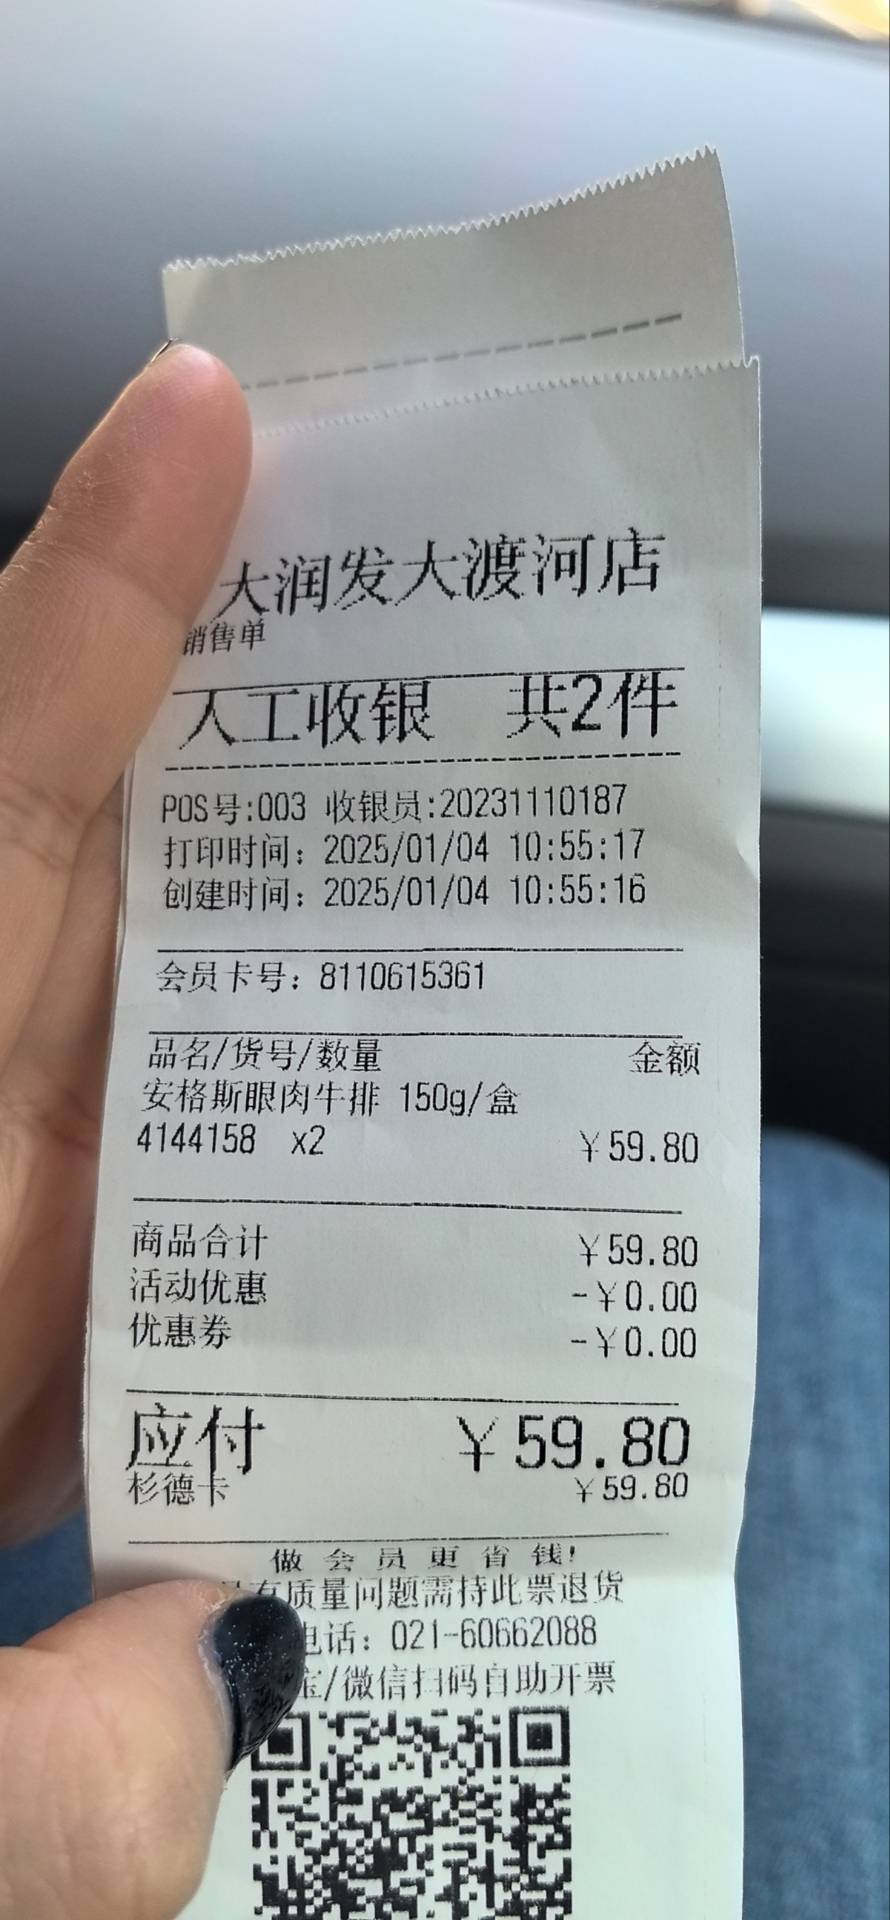 大润发大渡河店
销售单
人工收银 共2件
POS号:003 收银员:20231110187
打印时间：2025/01/04 10:55:17
创建时间：2025/01/04 10:55:16
会员卡号：8110615361
品名/货号/数量 金额
安格斯眼肉牛排 150g/盒
4144158 x2 ￥59.80
商品合计 ￥59.80
活动优惠 -￥0.00
优惠券 -￥0.00
应付 ￥59.80
杉德卡 ￥59.80
做会员更省钱!
有质量问题需持此票退货
电话：021-60662088
宝/微信扫码自助开票